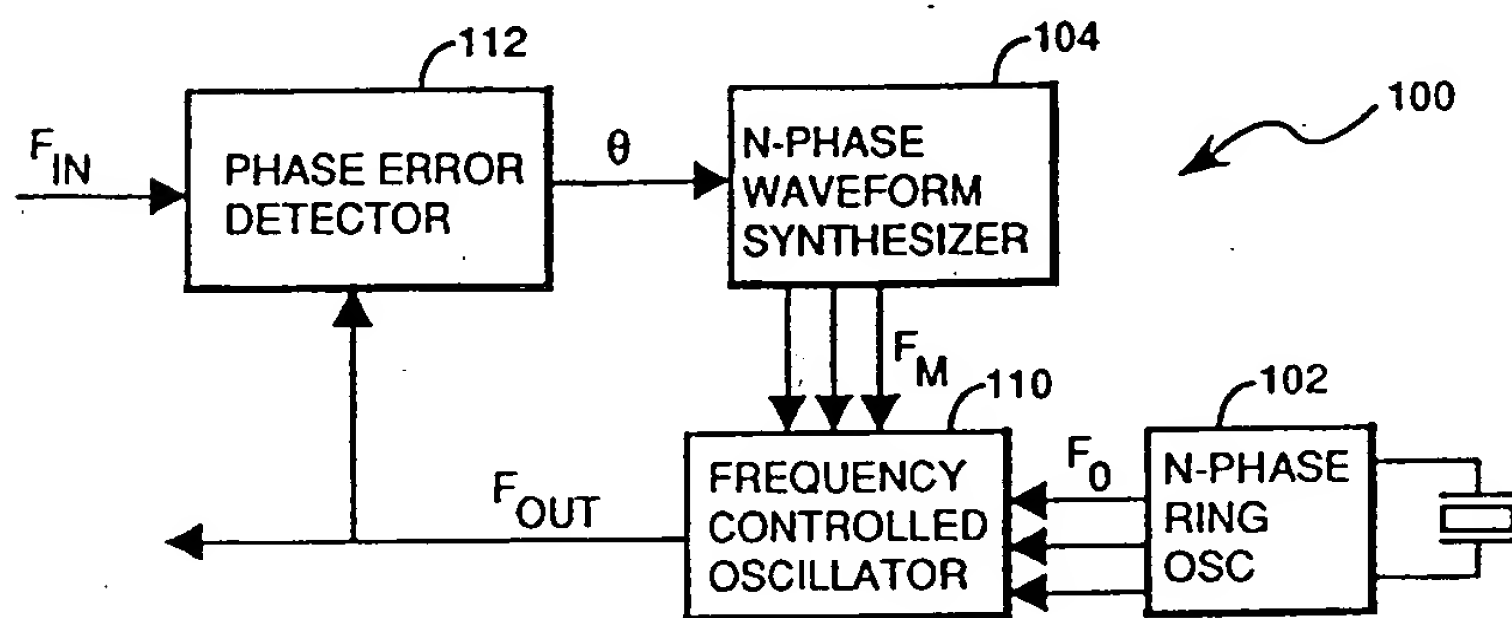 112
104
100
F_IN
PHASE ERROR
DETECTOR
θ
N-PHASE
WAVEFORM
SYNTHESIZER
F_M
110
102
F_OUT
FREQUENCY
CONTROLLED
OSCILLATOR
F_0
N-PHASE
RING
OSC